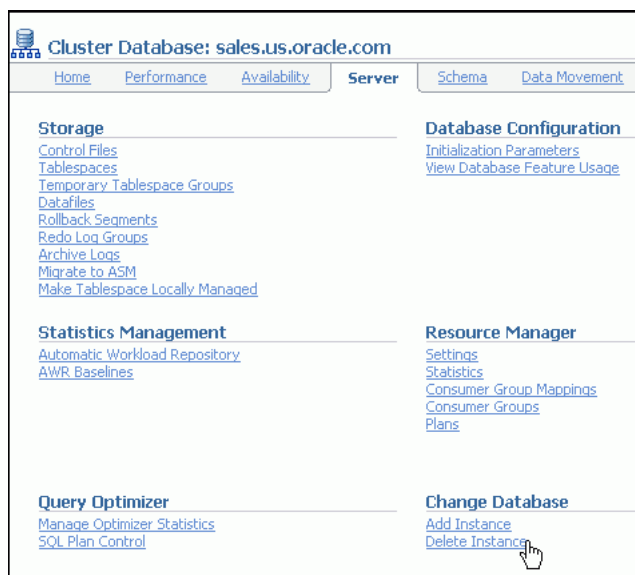 Cluster Database: sales.us.oracle.com
Home Performance Availability Server Schema Data Movement
Storage
Control Files
Tablespaces
Temporary Tablespace Groups
Datafiles
Rollback Segments
Redo Log Groups
Archive Logs
Migrate to ASM
Make Tablespace Locally Managed
Database Configuration
Initialization Parameters
View Database Feature Usage
Statistics Management
Automatic Workload Repository
AWR Baselines
Resource Manager
Settings
Statistics
Consumer Group Mappings
Consumer Groups
Plans
Query Optimizer
Manage Optimizer Statistics
SQL Plan Control
Change Database
Add Instance
Delete Instance